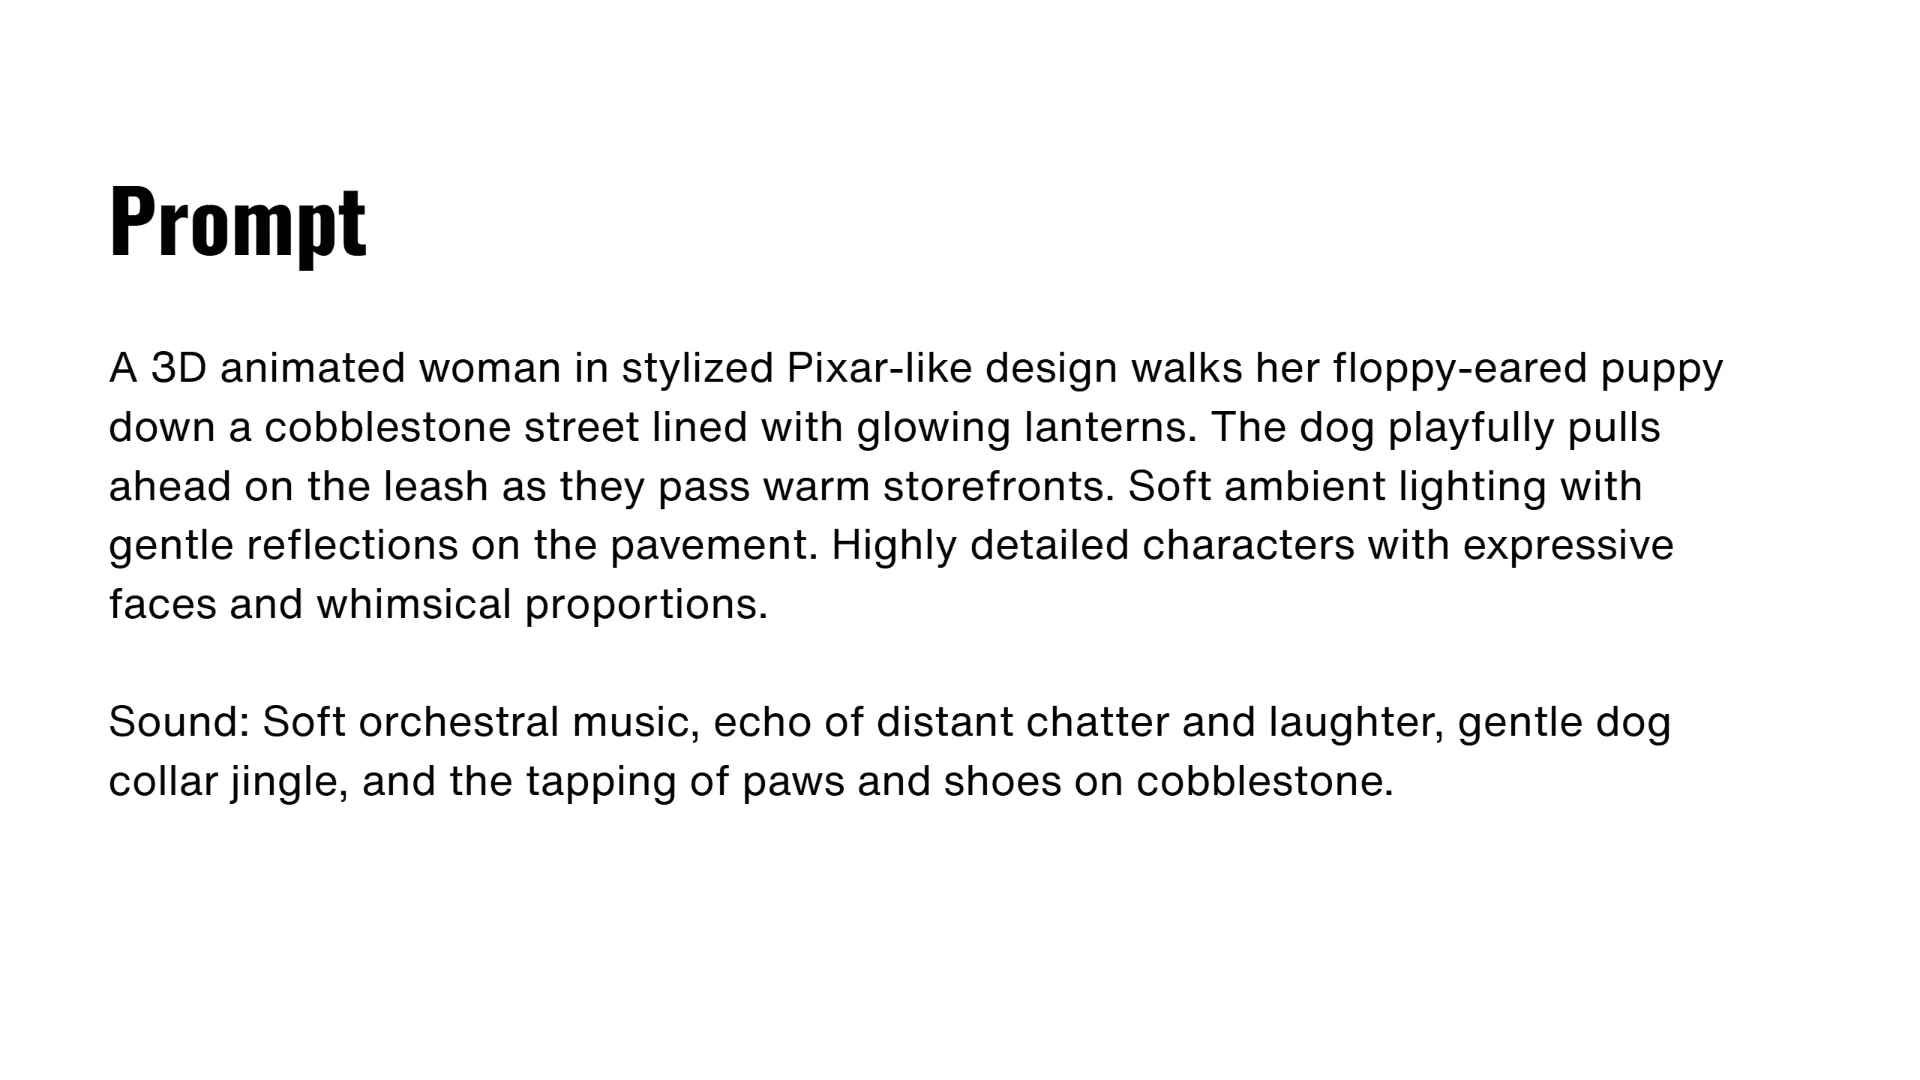 Prompt
A 3D animated woman in stylized Pixar-like design walks her floppy-eared puppy
down a cobblestone street lined with glowing lanterns. The dog playfully pulls
ahead on the leash as they pass warm storefronts. Soft ambient lighting with
gentle reflections on the pavement. Highly detailed characters with expressive
faces and whimsical proportions.
Sound: Soft orchestral music, echo of distant chatter and laughter, gentle dog
collar jingle, and the tapping of paws and shoes on cobblestone.